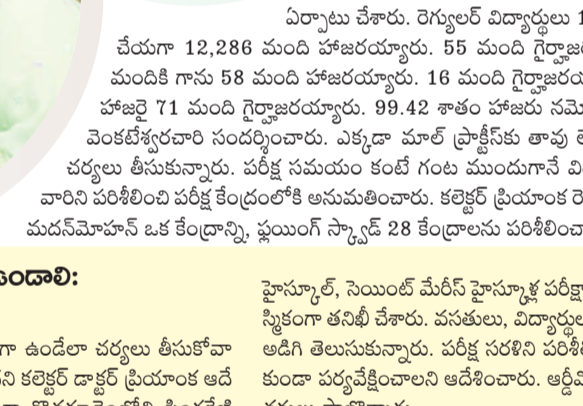 ఏర్పాటు చేశారు. రెగ్యులర్ విద్యార్థులు 1
చేయగా 12,286 మంది హాజరయ్యారు. 55 మంది గైర్హాజ
మందికి గాను 58 మంది హాజరయ్యారు. 16 మంది గైర్హాజరయ
హాజరై 71 మంది గైర్హాజరయ్యారు. 99.42 శాతం హాజరు నమో
వెంకటేశ్వరచారి సందర్శించారు. ఎక్కడా మాల్ ప్రాక్టీస్‌కు తావు లే
చర్యలు తీసుకున్నారు. పరీక్ష సమయం కంటే గంట ముందుగానే వి
వారిని పరిశీలించి పరీక్ష కేంద్రంలోకి అనుమతించారు. కలెక్టర్ ప్రియాంక రె
మదన్‌మోహన్ ఒక కేంద్రాన్ని, ఫ్లయింగ్ స్క్వాడ్ 28 కేంద్రాలను పరిశీలించా
ఉండాలి:
గా ఉండేలా చర్యలు తీసుకోవా
ని కలెక్టర్ డాక్టర్ ప్రియాంక ఆదే
హైస్కూల్, సెయింట్ మేరీస్ హైస్కూళ్ల పరీక్షా
స్మికంగా తనిఖీ చేశారు. వసతులు, విద్యార్థుల
అడిగి తెలుసుకున్నారు. పరీక్ష సరళిని పరిశీ
కుండా పర్యవేక్షించాలని ఆదేశించారు. ఆర్డీవ